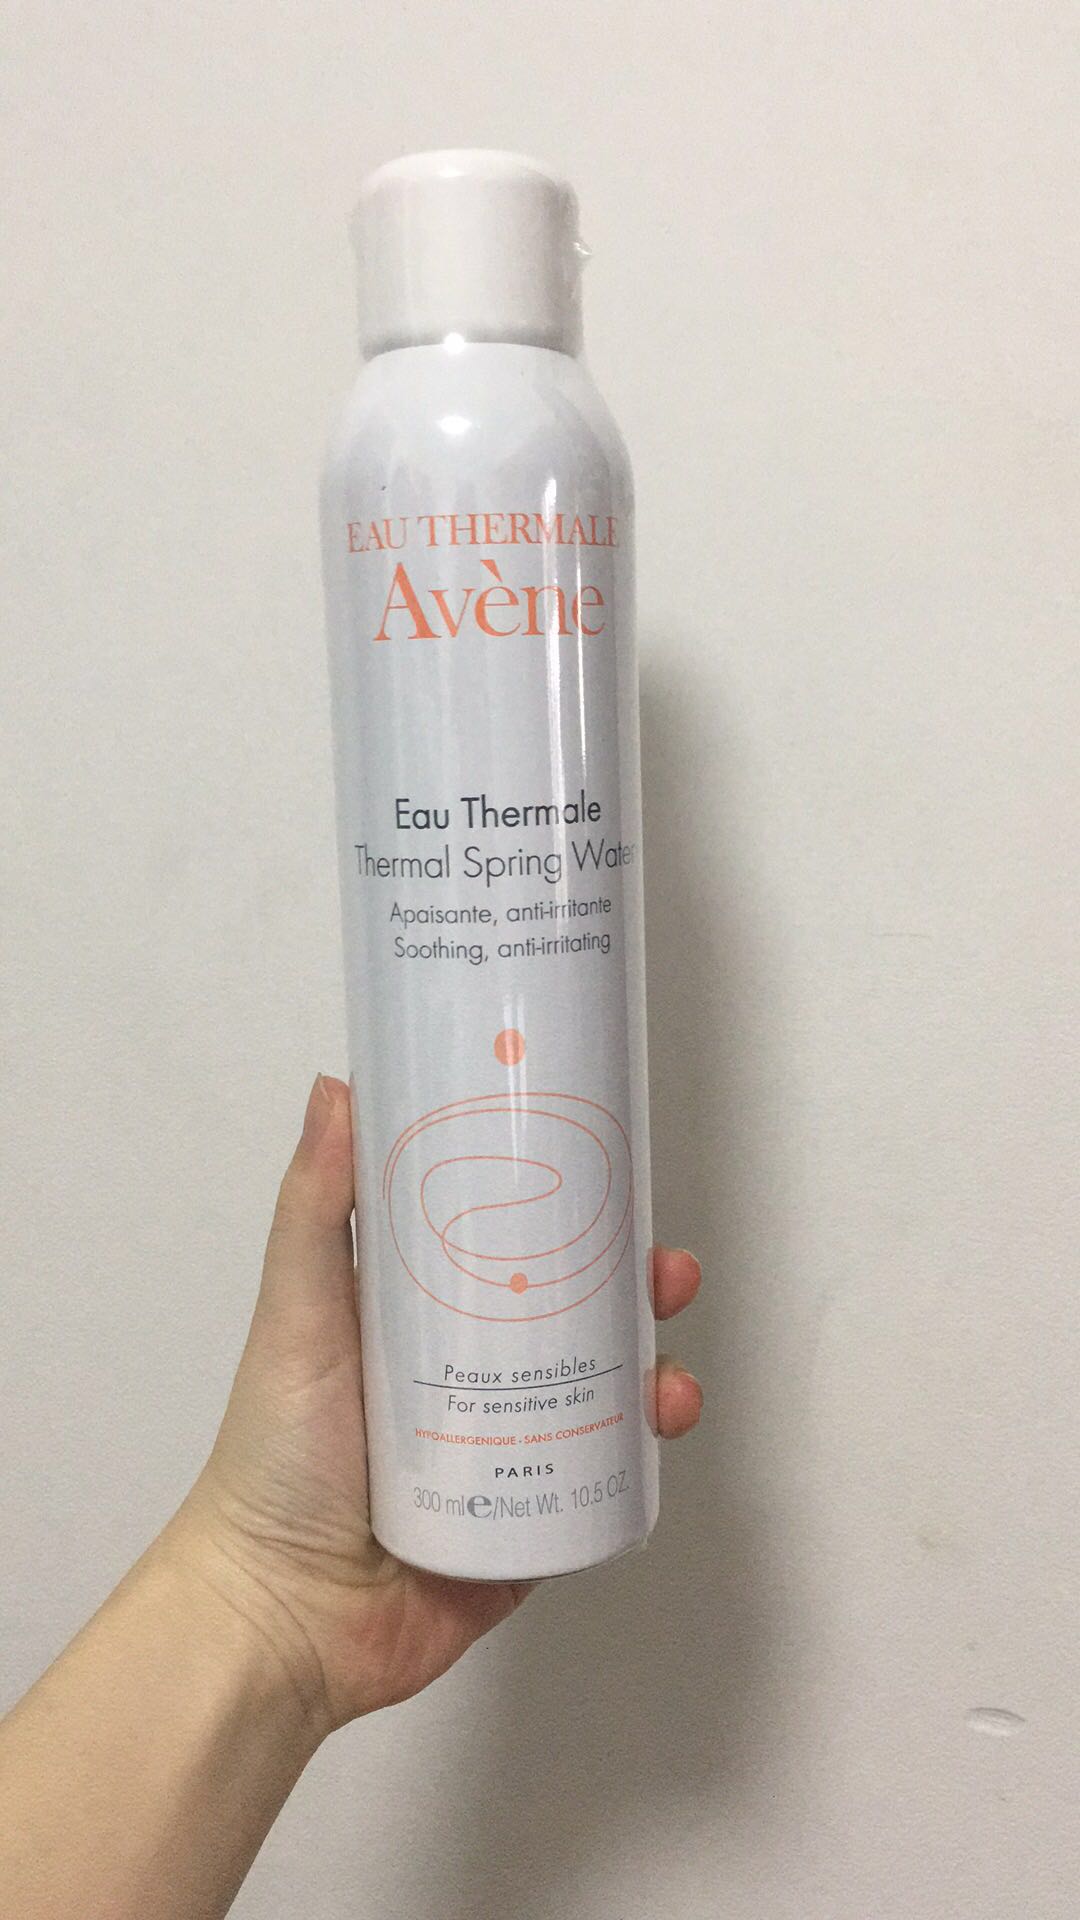 EAU THERMALE
Avène
Eau Thermale
Thermal Spring Water
Apaisante, anti-irritante
Soothing, anti-irritating
Peaux sensibles
For sensitive skin
HYPOALLERGENIQUE - SANS CONSERVATEUR
PARIS
300 ml e/Net Wt. 10.5 OZ.